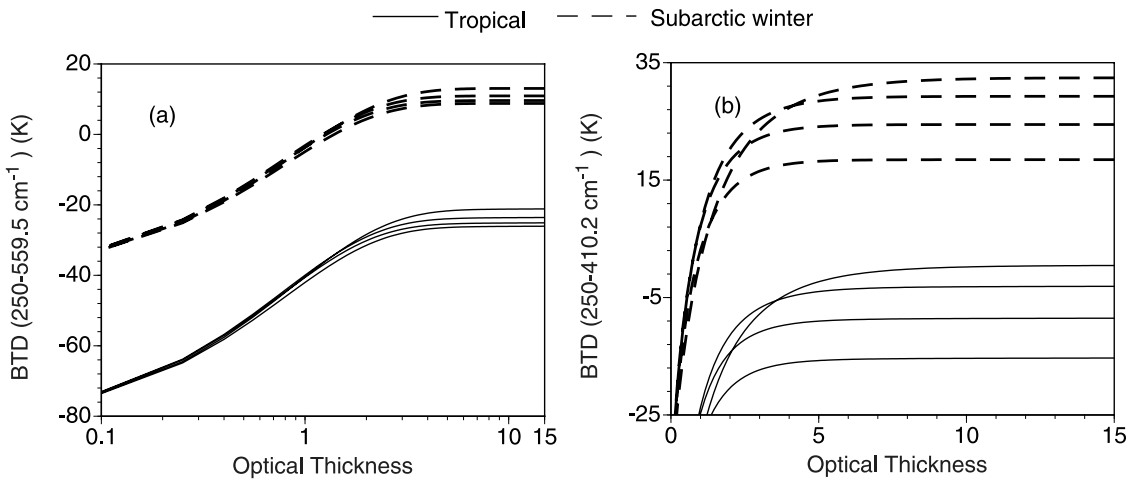 Tropical Subarctic winter
(a)
BTD (250-559.5 cm⁻¹) (K)
20
0
-20
-40
-60
-80
0.1 1 10 15
Optical Thickness
(b)
BTD (250-410.2 cm⁻¹) (K)
35
15
-5
-25
0 5 10 15
Optical Thickness